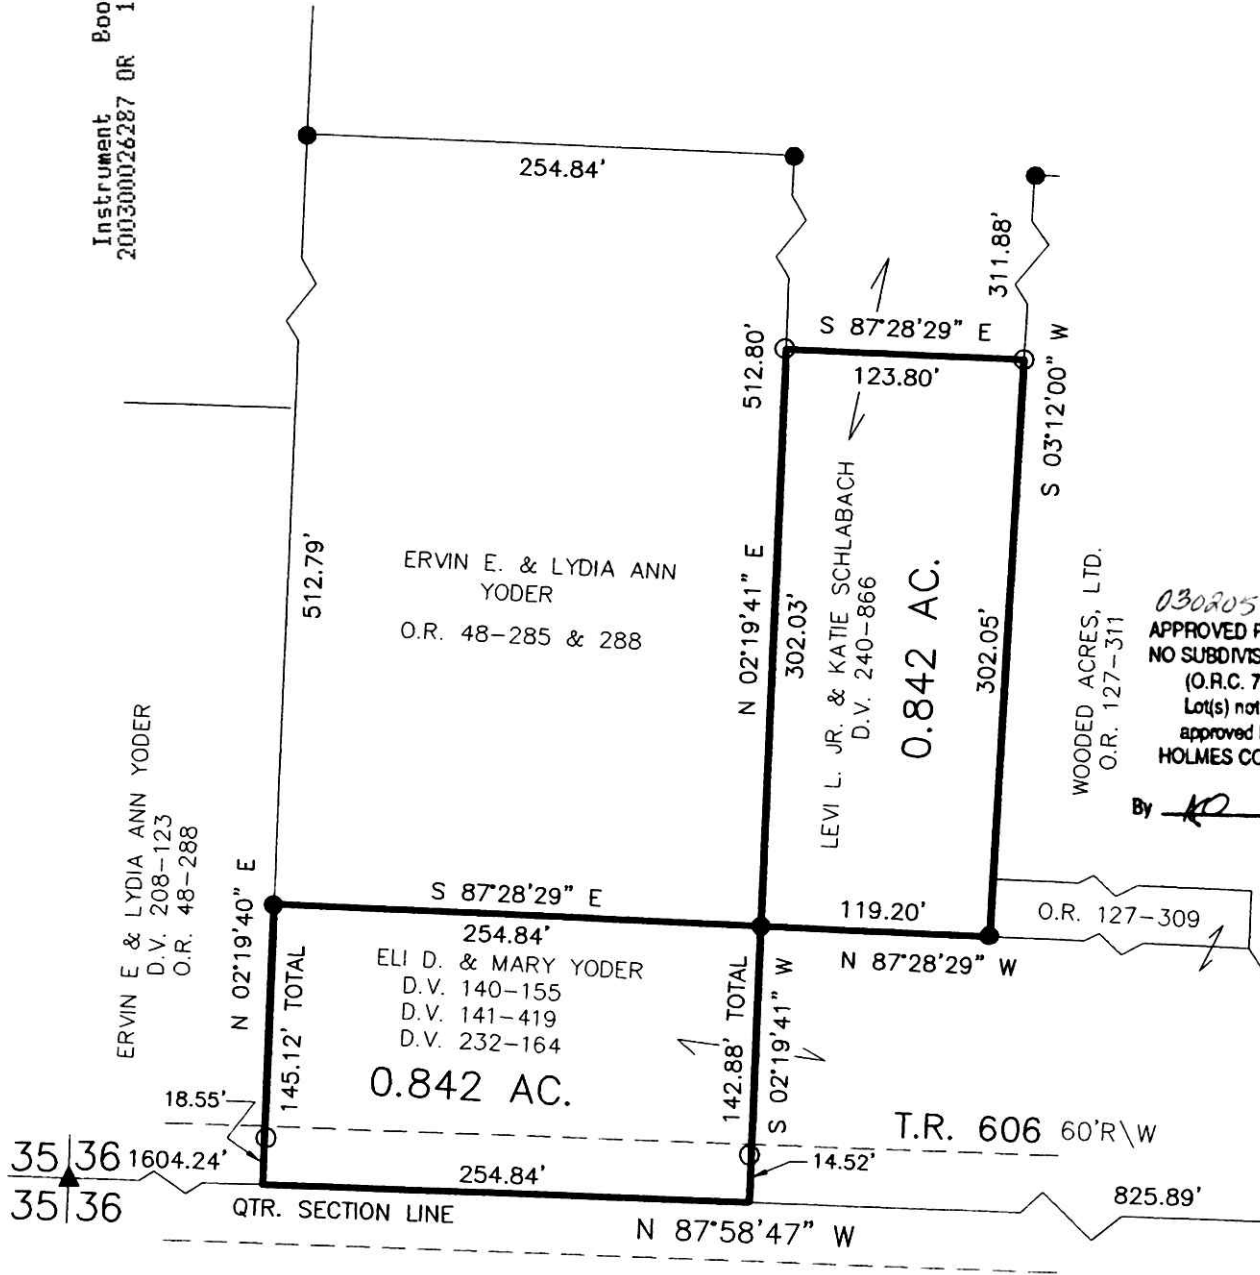 Instrument Boo
200300026287 OR 1
254.84'
311.88'
S 87°28'29" E
123.80'
512.80'
S 03°12'00" W
512.79'
ERVIN E. & LYDIA ANN
YODER
O.R. 48-285 & 288
N 02°19'41" E
302.03'
LEVI L. JR. & KATIE SCHLABACH
D.V. 240-866
0.842 AC.
302.05'
WOODED ACRES, LTD.
O.R. 127-311
030205
APPROVED P
NO SUBDIVIS
(O.R.C. 7
Lot(s) not
approved
HOLMES CO
By
ERVIN E & LYDIA ANN YODER
D.V. 208-123
O.R. 48-288
N 02°19'40" E
S 87°28'29" E
254.84'
119.20'
N 87°28'29" W
O.R. 127-309
ELI D. & MARY YODER
D.V. 140-155
D.V. 141-419
D.V. 232-164
0.842 AC.
145.12' TOTAL
142.88' TOTAL
S 02°19'41" W
18.55'
T.R. 606 60'R\W
35|36 1604.24'
254.84'
14.52'
35|36
QTR. SECTION LINE
N 87°58'47" W
825.89'